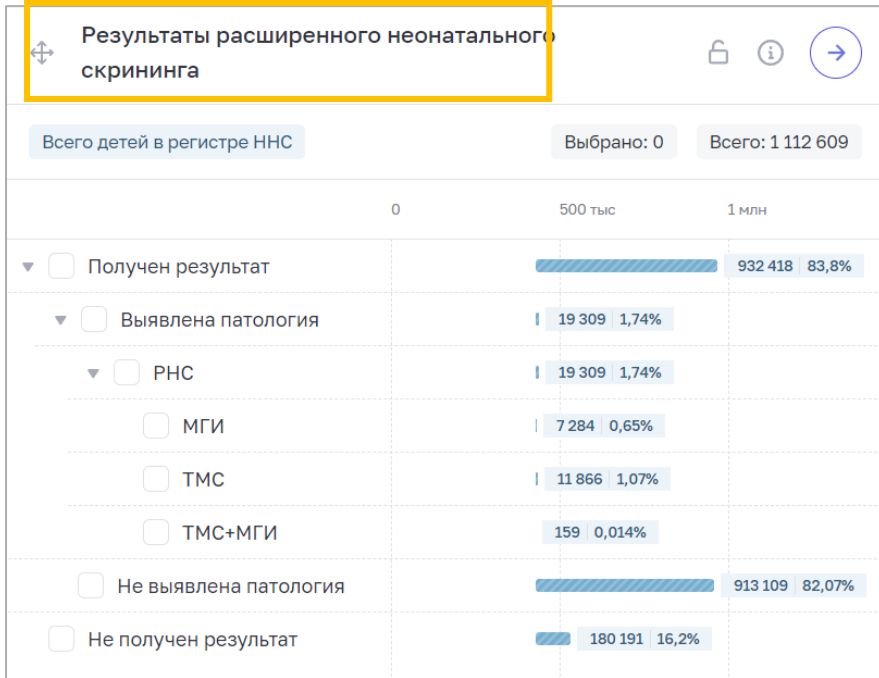 Результаты расширенного неонатального
скрининга
Всего детей в регистре ННС
Выбрано: 0
Всего: 1 112 609
0
500 тыс
1 млн
Получен результат
932 418
83,8%
Выявлена патология
19 309
1,74%
РНС
19 309
1,74%
МГИ
7 284
0,65%
ТМС
11 866
1,07%
ТМС+МГИ
159
0,014%
Не выявлена патология
913 109
82,07%
Не получен результат
180 191
16,2%